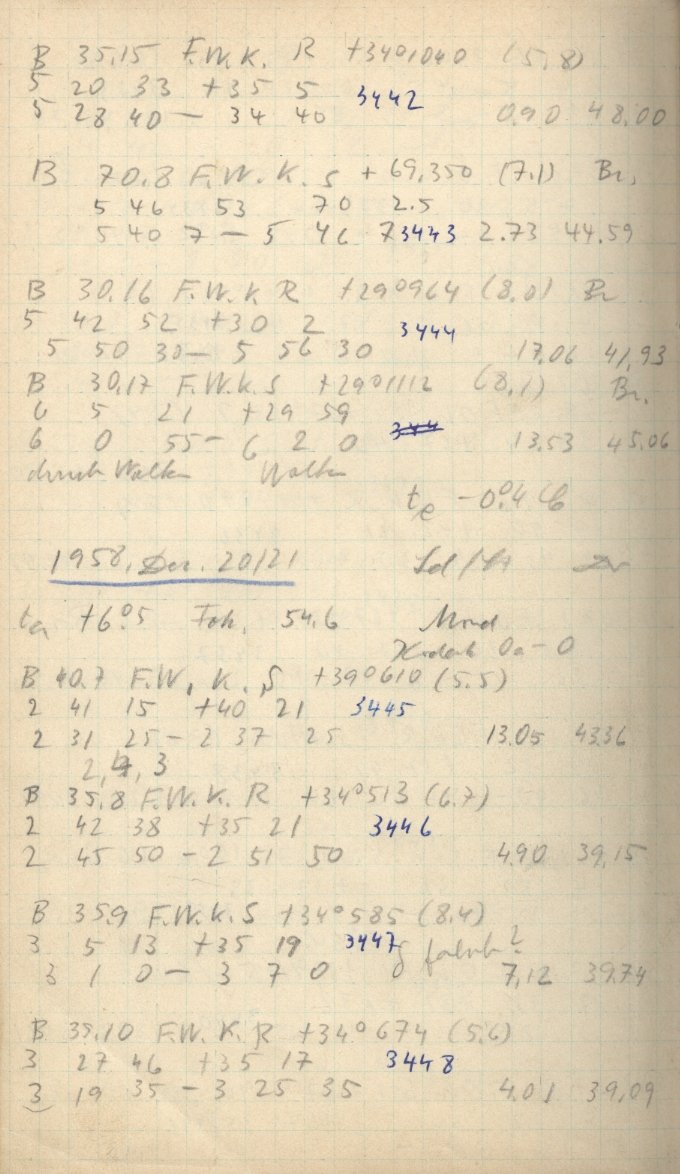 B 35,15 F.W.K. R +34°1040 (5,8)
5 20 33 +35 5 3442
5 28 40 — 34 40 0,90 48,00
B 70.8 F.W.K. S +69,350 (7.1) Br.
5 46 53 70 2.5
5 40 7 — 5 46 7 3443 2.73 44.59
B 30.16 F.W.K R +29°964 (8,0) Br
5 42 52 +30 2 3444
5 50 30 — 5 56 30 17,06 41,93
B 30,17 F.W.K.S +29°1112 (8,1) Br.
6 5 21 +29 59
6 0 55 — 6 2 0 344 13.53 45,06
durch Wolken Wolken
te -0°.4 C
1958, Dez. 20/21
ta +6°.5 Fok. 54.6 Mond
Kodak Oa-O
B 40.7 F.W. K. S +39°610 (5.5)
2 41 15 +40 21 3445
2 31 25 — 2 37 25 13.05 43.36
2, 4, 3
B 35,8 F.W.K. R +34°513 (6.7)
2 42 38 +35 21 3446
2 45 50 — 2 51 50 4.90 39,15
B 35.9 F.W.K.S +34°585 (8.4)
3 5 13 +35 19 3447 falsch?
3 1 0 — 3 7 0 7,12 39.74
B 35,10 F.W.K.R +34°674 (5.6)
3 27 46 +35 17 3448
3 19 35 — 3 25 35 4.01 39,09